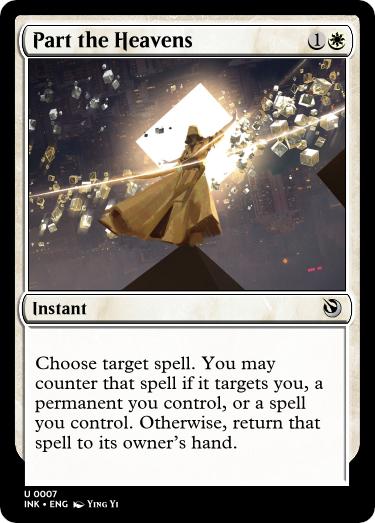 Part the Heavens 1
Instant
Choose target spell. You may
counter that spell if it targets you, a
permanent you control, or a spell
you control. Otherwise, return that
spell to its owner's hand.
U 0007
INK • ENG Ying Yi